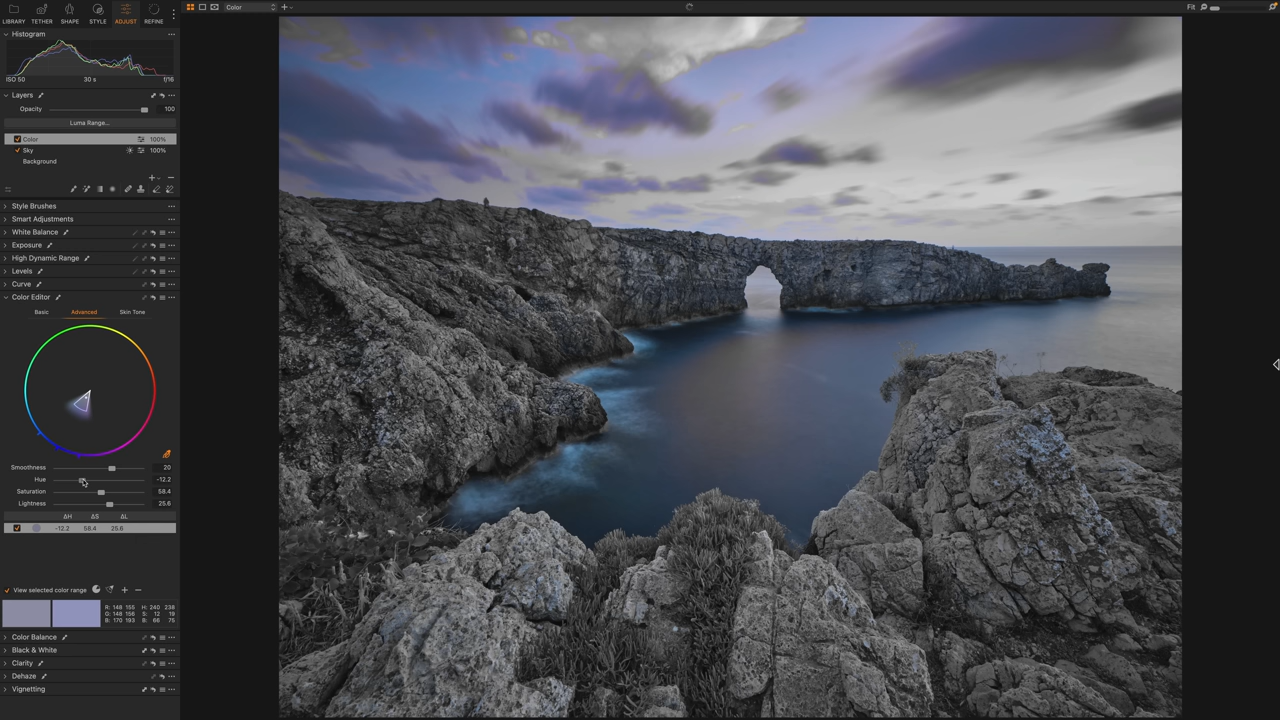 LIBRARY TETHER SHAPE STYLE ADJUST REFINE
Color
Fit
Histogram
ISO 50 30 s f/16
Layers
Opacity 100
Luma Range...
Color 100%
Sky 100%
Background
Style Brushes
Smart Adjustments
White Balance
Exposure
High Dynamic Range
Levels
Curve
Color Editor
Basic Advanced Skin Tone
Smoothness 20
Hue -12.2
Saturation 58.4
Lightness 25.6
ΔH ΔS ΔL
-12.2 58.4 25.6
View selected color range
R: 148 155 H: 240 238
G: 148 156 S: 12 19
B: 170 193 B: 66 75
Color Balance
Black & White
Clarity
Dehaze
Vignetting